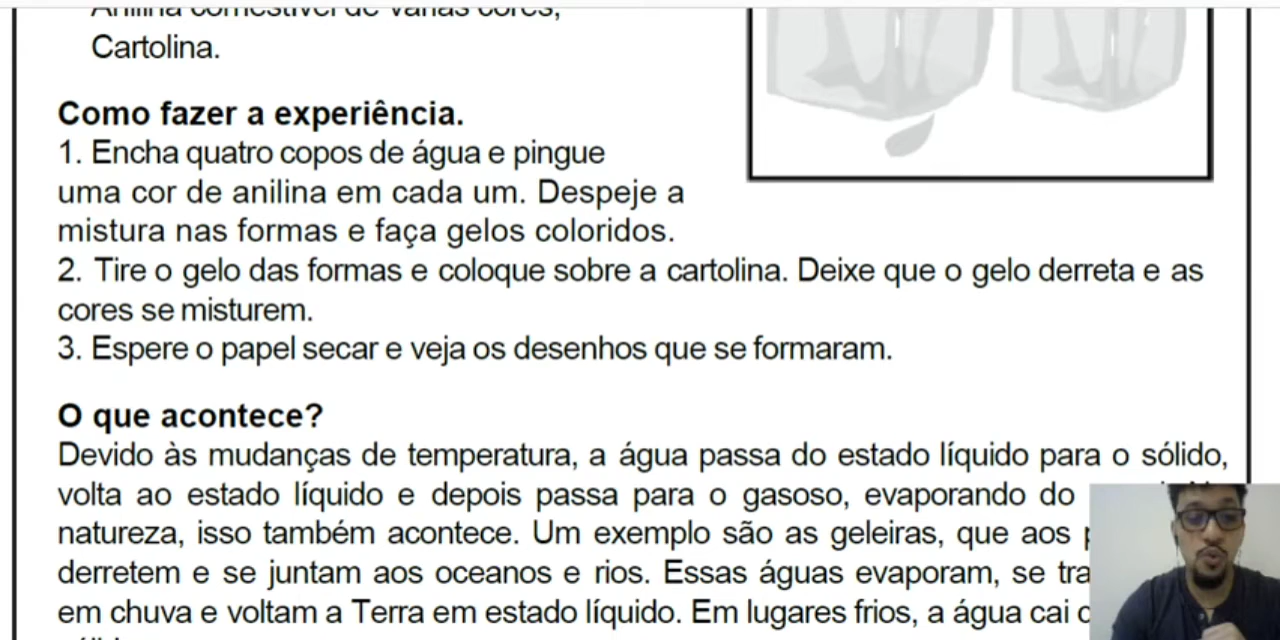 Anilina comestível de várias cores;
Cartolina.
Como fazer a experiência.
1. Encha quatro copos de água e pingue
uma cor de anilina em cada um. Despeje a
mistura nas formas e faça gelos coloridos.
2. Tire o gelo das formas e coloque sobre a cartolina. Deixe que o gelo derreta e as
cores se misturem.
3. Espere o papel secar e veja os desenhos que se formaram.
O que acontece?
Devido às mudanças de temperatura, a água passa do estado líquido para o sólido,
volta ao estado líquido e depois passa para o gasoso, evaporando do
natureza, isso também acontece. Um exemplo são as geleiras, que aos
derretem e se juntam aos oceanos e rios. Essas águas evaporam, se
em chuva e voltam a Terra em estado líquido. Em lugares frios, a água cai